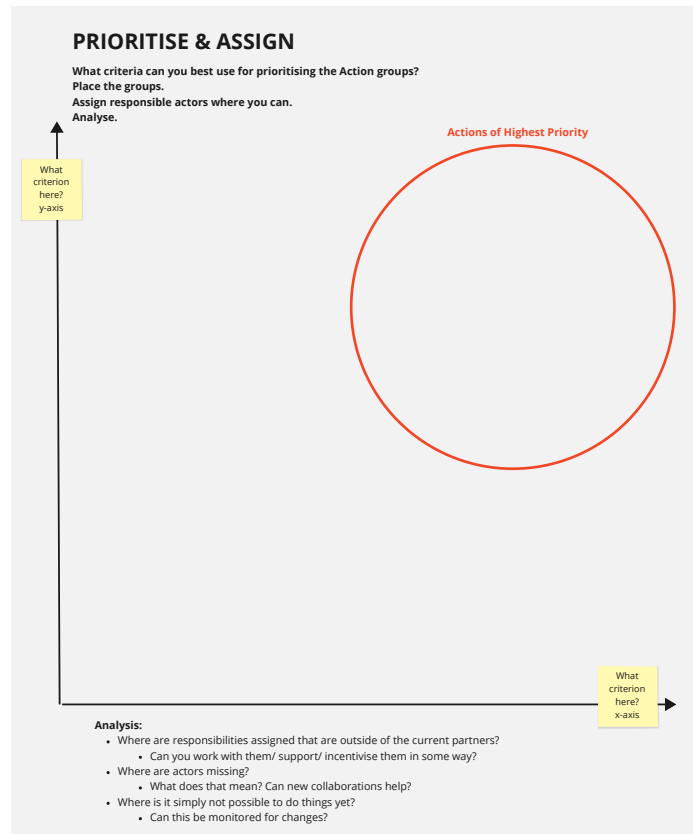 PRIORITISE & ASSIGN
What criteria can you best use for prioritising the Action groups?
Place the groups.
Assign responsible actors where you can.
Analyse.
Actions of Highest Priority
What
criterion
here?
y-axis
What
criterion
here?
x-axis
Analysis:
• Where are responsibilities assigned that are outside of the current partners?
• Can you work with them/ support/ incentivise them in some way?
• Where are actors missing?
• What does that mean? Can new collaborations help?
• Where is it simply not possible to do things yet?
• Can this be monitored for changes?